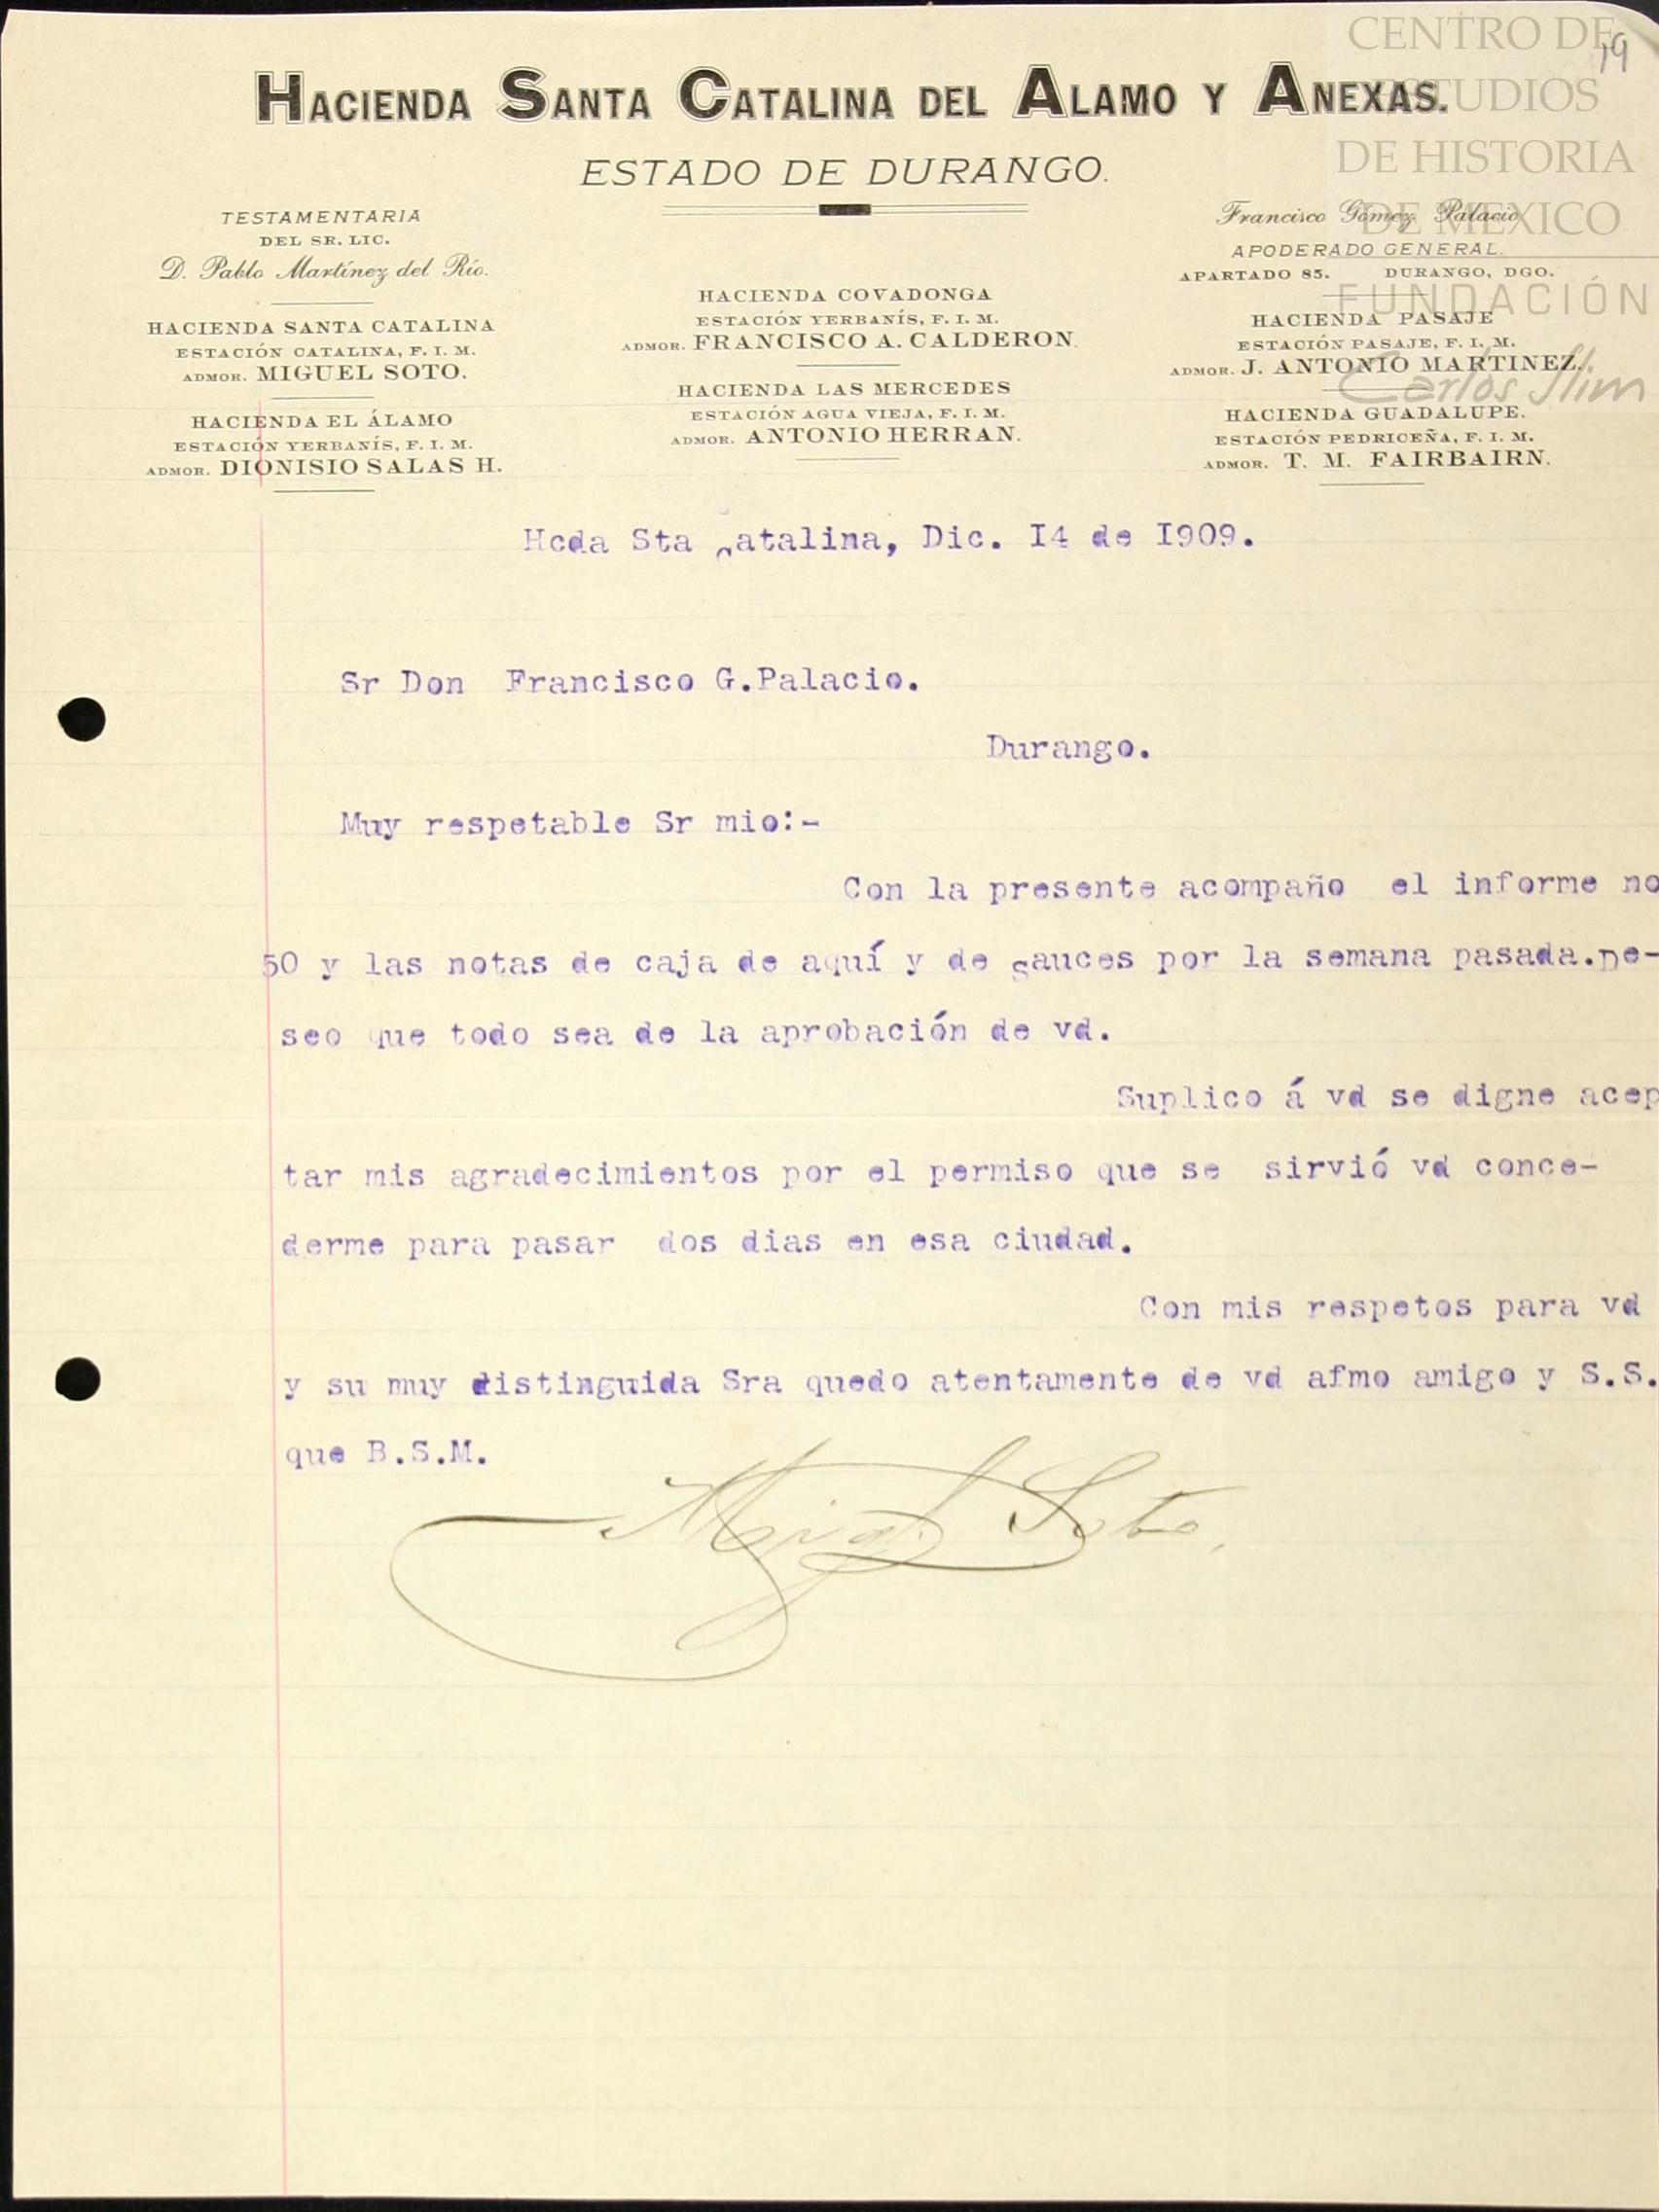 CENTRO DE
ESTUDIOS
DE HISTORIA
DE MEXICO
FUNDACIÓN
Carlos Slim
19
HACIENDA SANTA CATALINA DEL ALAMO Y ANEXAS.
ESTADO DE DURANGO.
TESTAMENTARIA
DEL SR. LIC.
D. Pablo Martínez del Río.
HACIENDA SANTA CATALINA
ESTACIÓN CATALINA, F. I. M.
ADMOR. MIGUEL SOTO.
HACIENDA EL ÁLAMO
ESTACIÓN YERBANÍS, F. I. M.
ADMOR. DIONISIO SALAS H.
HACIENDA COVADONGA
ESTACIÓN YERBANÍS, F. I. M.
ADMOR. FRANCISCO A. CALDERON.
HACIENDA LAS MERCEDES
ESTACIÓN AGUA VIEJA, F. I. M.
ADMOR. ANTONIO HERRAN.
Francisco Gómez Palacio
APODERADO GENERAL.
APARTADO 85. DURANGO, DGO.
HACIENDA PASAJE
ESTACIÓN PASAJE, F. I. M.
ADMOR. J. ANTONIO MARTINEZ.
HACIENDA GUADALUPE.
ESTACIÓN PEDRICEÑA, F. I. M.
ADMOR. T. M. FAIRBAIRN.
Hcda Sta Catalina, Dic. I4 de I909.
Sr Don Francisco G.Palacio.
Durango.
Muy respetable Sr mio:-
Con la presente acompaño el informe no
50 y las notas de caja de aquí y de Sauces por la semana pasada.De-
seo que todo sea de la aprobación de vd.
Suplico á vd se digne acep
tar mis agradecimientos por el permiso que se sirvió vd conce-
derme para pasar dos dias en esa ciudad.
Con mis respetos para vd
y su muy distinguida Sra quedo atentamente de vd afmo amigo y S.S.
que B.S.M.
Migl. Soto.